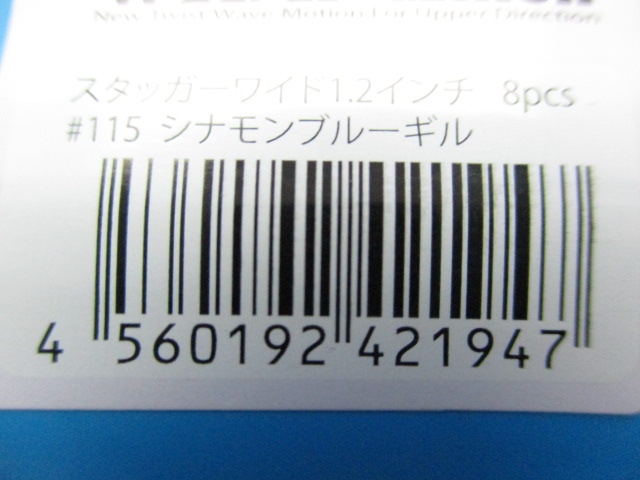 New Twist Wave Motion For Upper Direction
スタッガーワイド1.2インチ 8pcs
#115 シナモンブルーギル
4 560192 421947